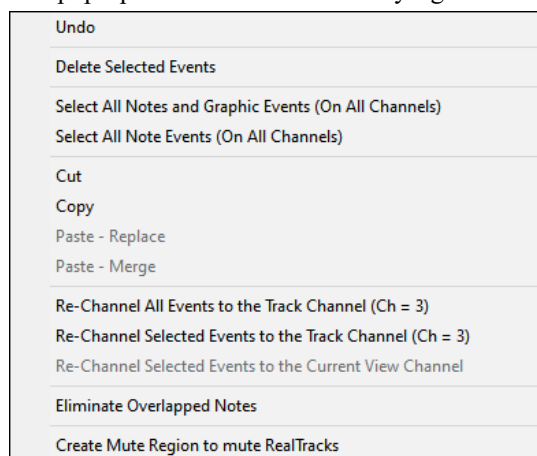 Undo
Delete Selected Events
Select All Notes and Graphic Events (On All Channels)
Select All Note Events (On All Channels)
Cut
Copy
Paste - Replace
Paste - Merge
Re-Channel All Events to the Track Channel (Ch = 3)
Re-Channel Selected Events to the Track Channel (Ch = 3)
Re-Channel Selected Events to the Current View Channel
Eliminate Overlapped Notes
Create Mute Region to mute RealTracks